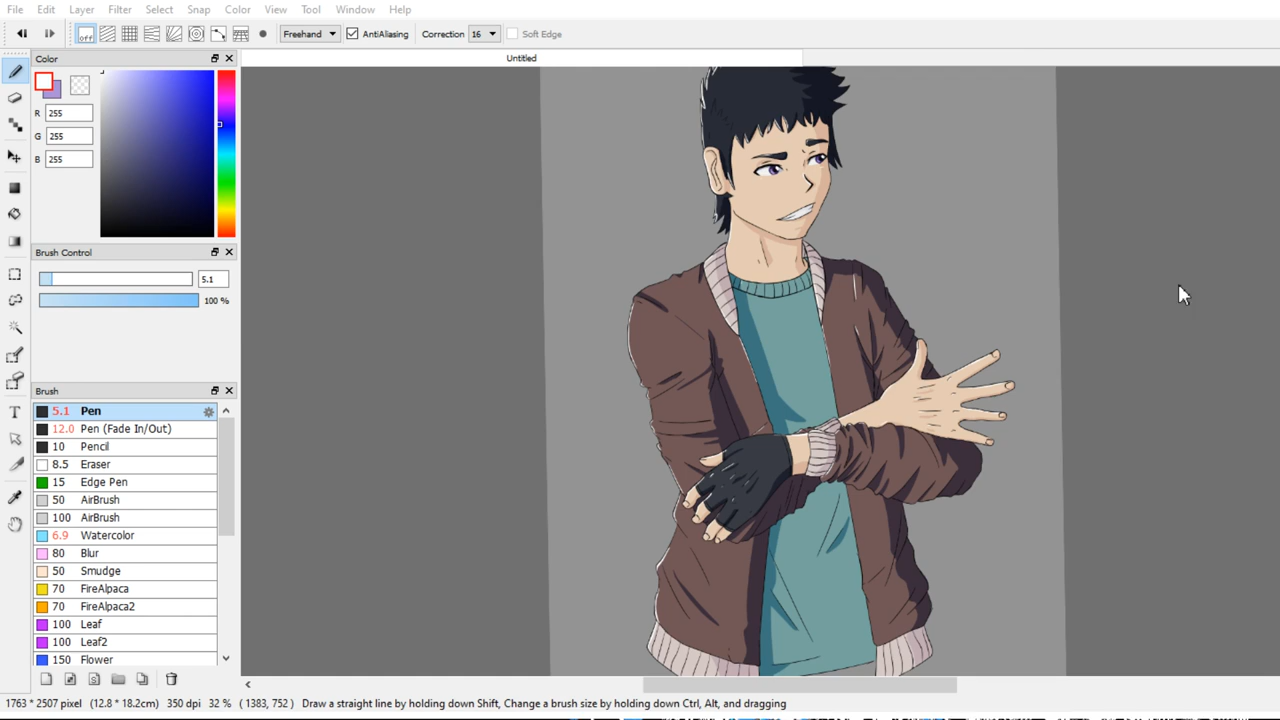 File Edit Layer Filter Select Snap Color View Tool Window Help
off Freehand AntiAliasing Correction 16 Soft Edge
Color
Untitled
R 255
G 255
B 255
Brush Control
5.1
100 %
Brush
5.1 Pen
12.0 Pen (Fade In/Out)
10 Pencil
8.5 Eraser
15 Edge Pen
50 AirBrush
100 AirBrush
6.9 Watercolor
80 Blur
50 Smudge
70 FireAlpaca
70 FireAlpaca2
100 Leaf
100 Leaf2
150 Flower
1763 * 2507 pixel (12.8 * 18.2cm) 350 dpi 32 % ( 1383, 752 ) Draw a straight line by holding down Shift, Change a brush size by holding down Ctrl, Alt, and dragging